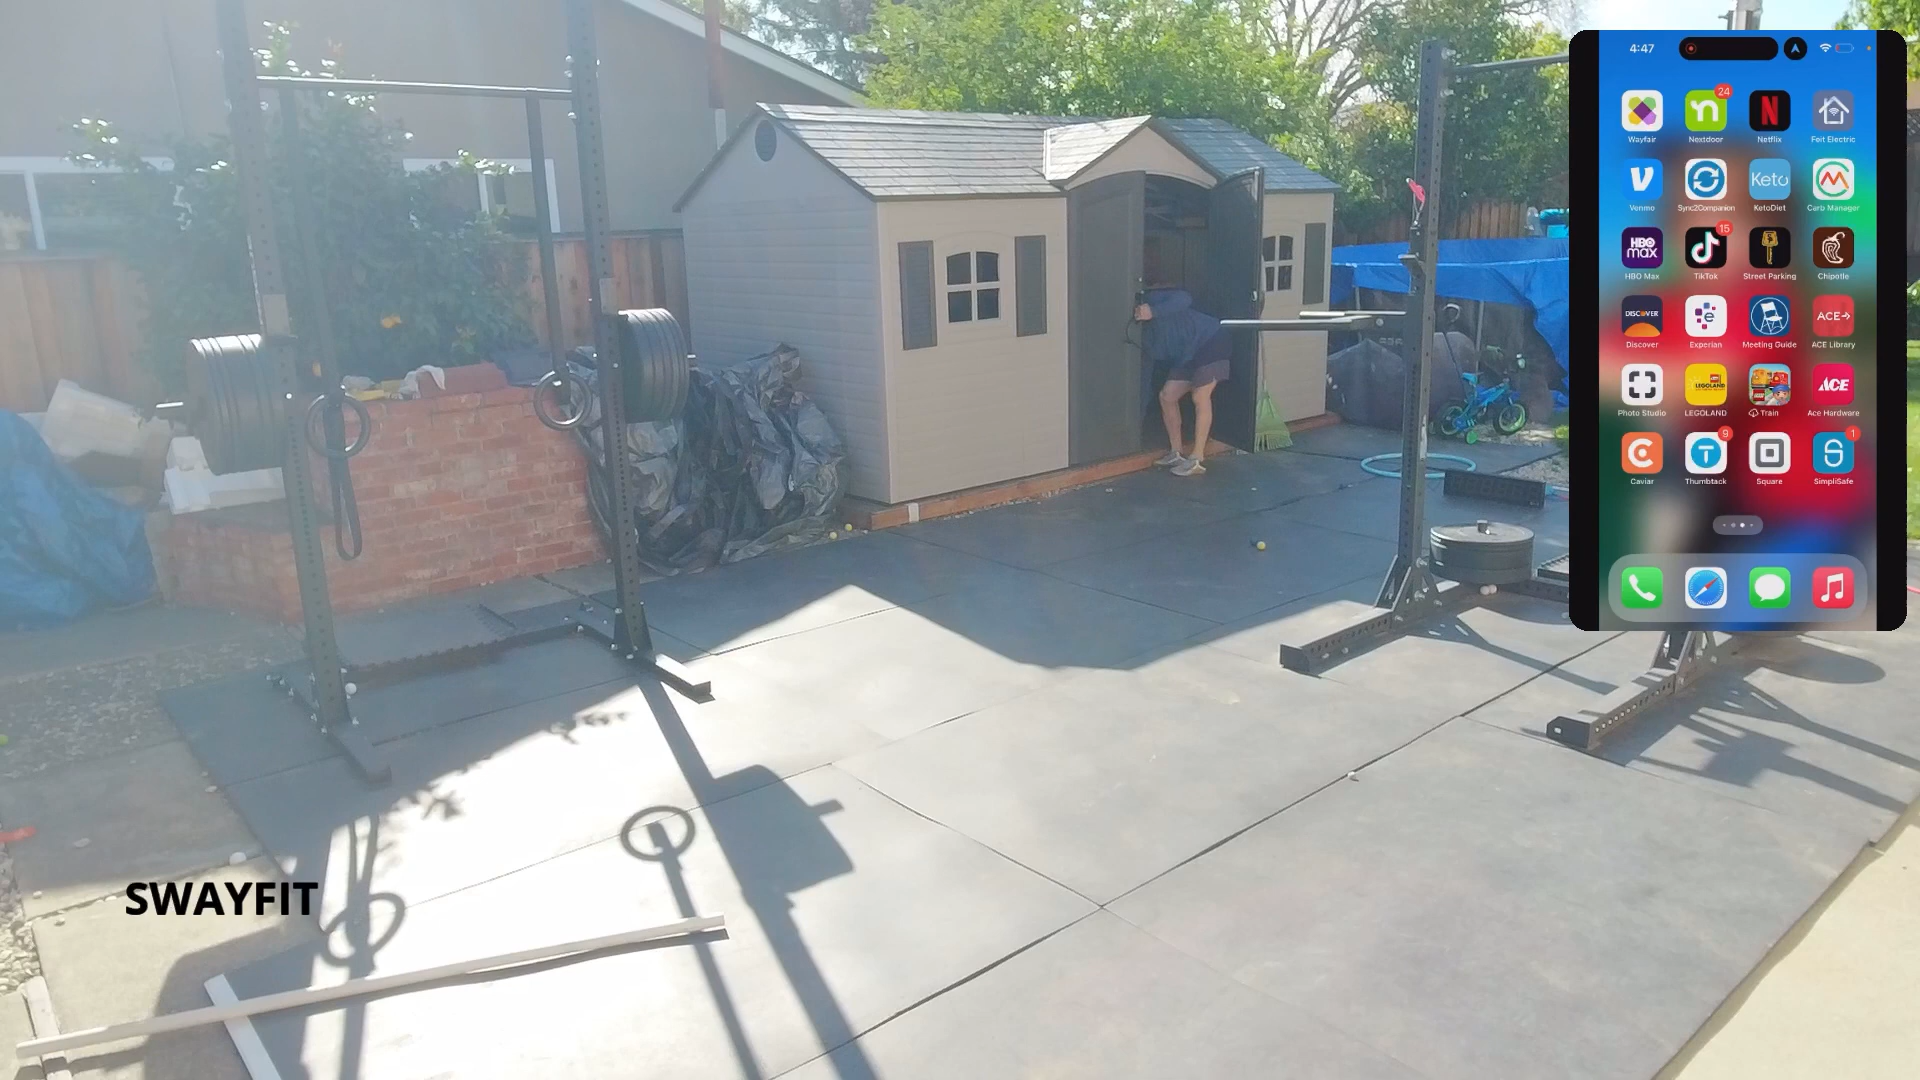 4:47
24
Wayfair
Nextdoor
Netflix
Feit Electric
Keto
Venmo
Sync2Companion
KetoDiet
Carb Manager
15
HBO
max
HBO Max
TikTok
Street Parking
Chipotle
DISCOVER
ACE
Discover
Experian
Meeting Guide
ACE Library
LEGOLAND
ACE
Photo Studio
LEGOLAND
Train
Ace Hardware
9
1
Caviar
Thumbtack
Square
SimpliSafe
SWAYFIT